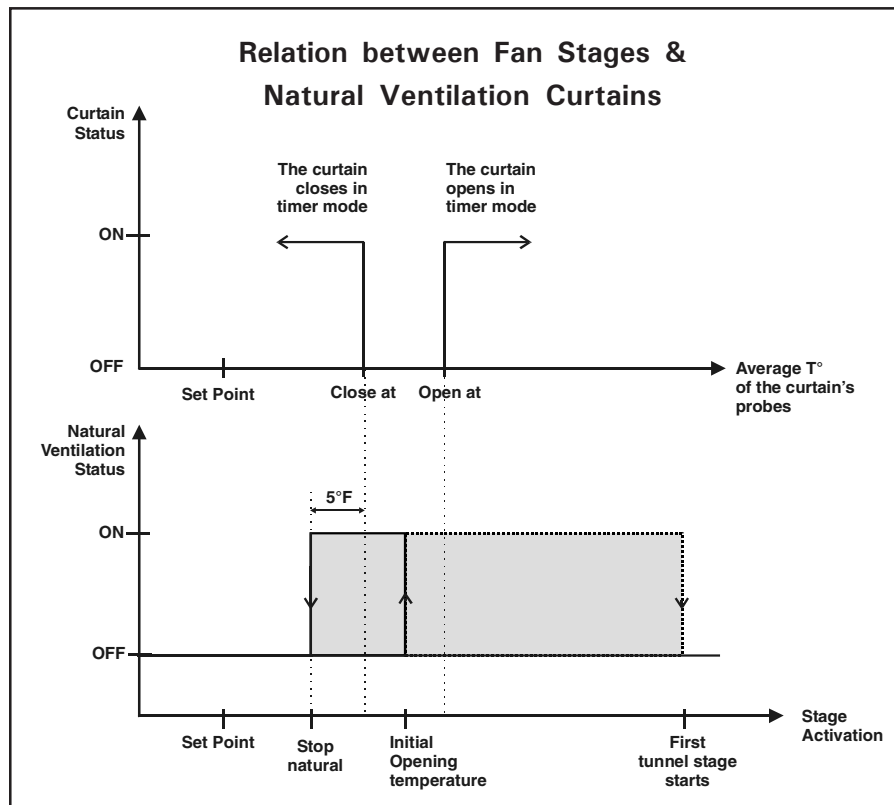 Relation between Fan Stages &
Natural Ventilation Curtains
Curtain
Status
The curtain
closes in
timer mode
The curtain
opens in
timer mode
ON
OFF
Set Point
Close at
Open at
Average T°
of the curtain's
probes
Natural
Ventilation
Status
5°F
ON
OFF
Set Point
Stop
natural
Initial
Opening
temperature
First
tunnel stage
starts
Stage
Activation